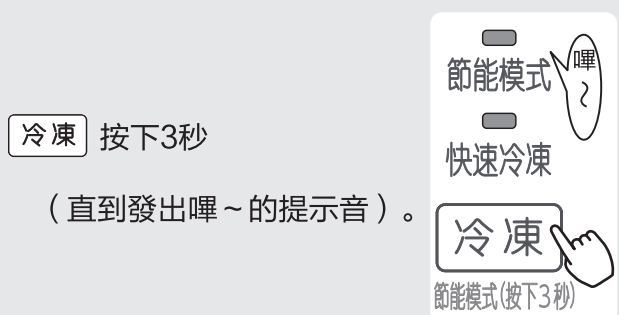 冷凍 按下3秒
（直到發出嗶～的提示音）。
節能模式
嗶～
快速冷凍
冷凍
節能模式(按下3秒)